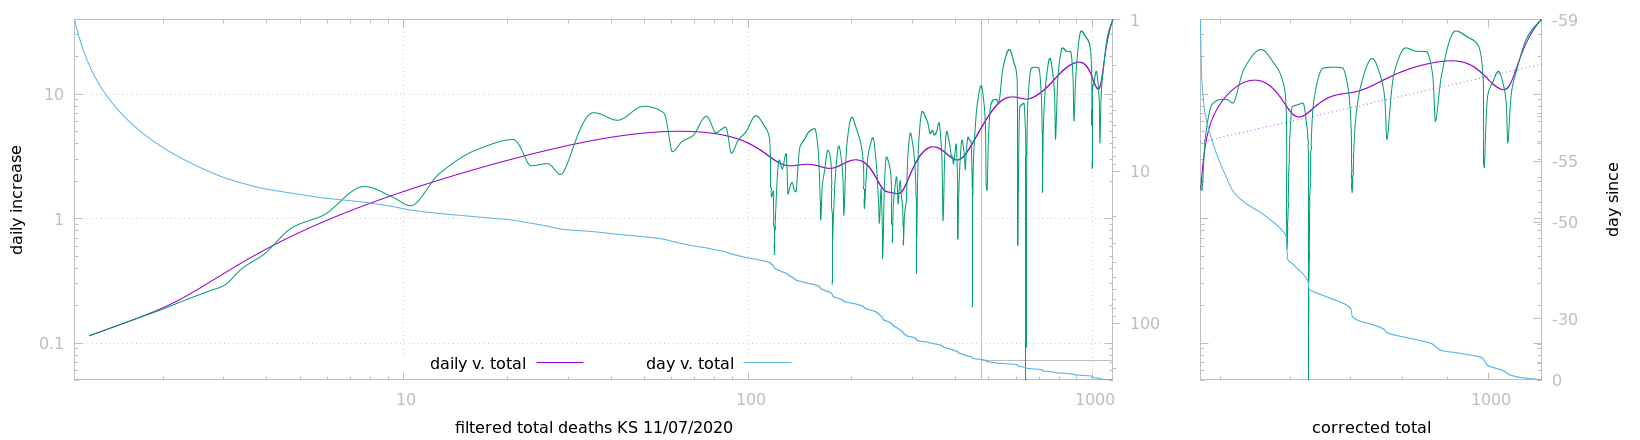 daily increase
10
1
0.1
daily v. total
day v. total
10
100
1000
filtered total deaths KS 11/07/2020
1
10
100
1000
corrected total
-59
-55
-50
-30
0
day since